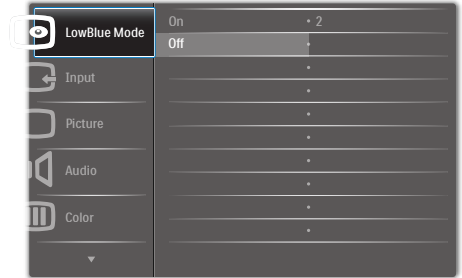 LowBlue Mode
On • 2
Off •
Input
Picture
Audio
Color